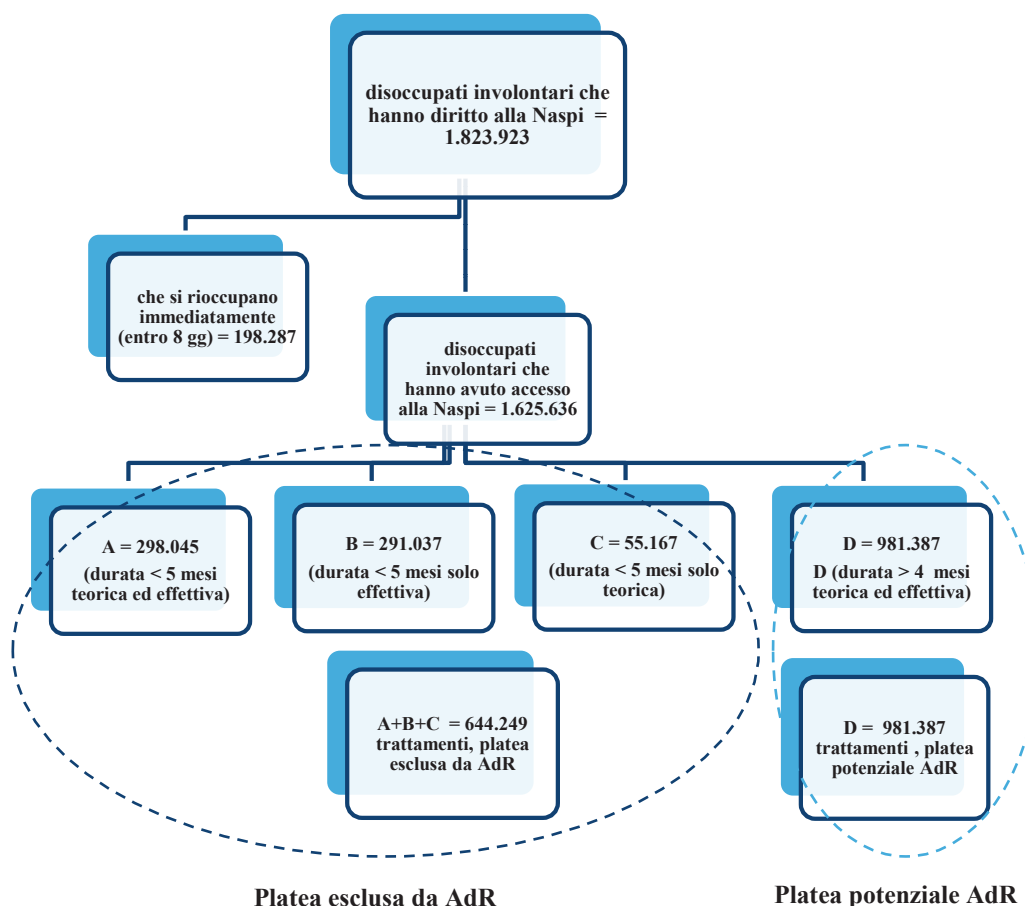 disoccupati involontari che
hanno diritto alla Naspi =
1.823.923
che si rioccupano
immediatamente
(entro 8 gg) = 198.287
disoccupati
involontari che
hanno avuto accesso
alla Naspi = 1.625.636
A = 298.045
(durata < 5 mesi
teorica ed effettiva)
B = 291.037
(durata < 5 mesi solo
effettiva)
C = 55.167
(durata < 5 mesi solo
teorica)
D = 981.387
D (durata > 4 mesi
teorica ed effettiva)
A+B+C = 644.249
trattamenti, platea
esclusa da AdR
D = 981.387
trattamenti , platea
potenziale AdR
Platea esclusa da AdR
Platea potenziale AdR